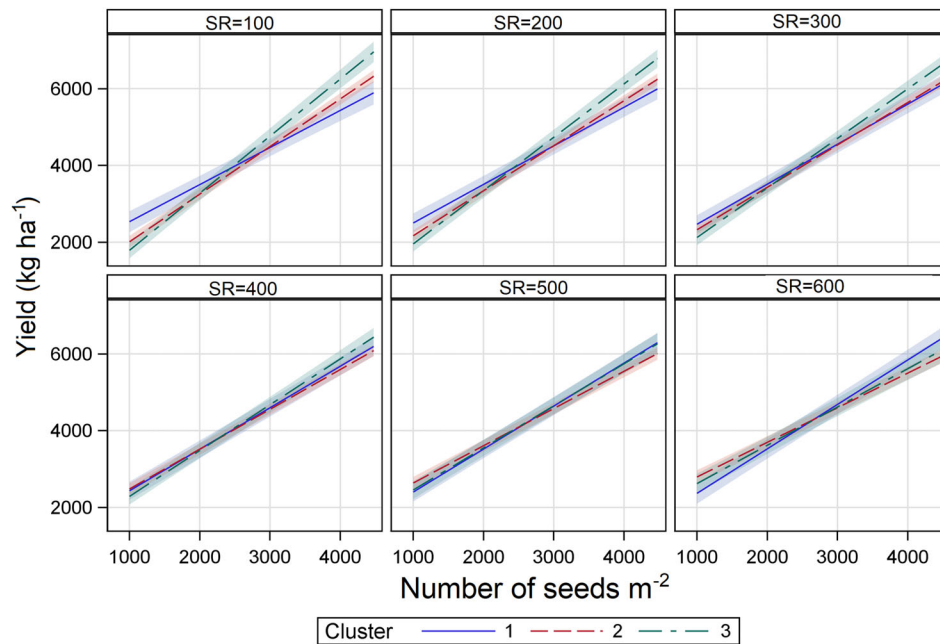 SR=100 SR=200 SR=300
6000
4000
2000
SR=400 SR=500 SR=600
6000
4000
2000
Yield (kg ha⁻¹)
1000 2000 3000 4000 1000 2000 3000 4000 1000 2000 3000 4000
Number of seeds m⁻²
Cluster 1 2 3